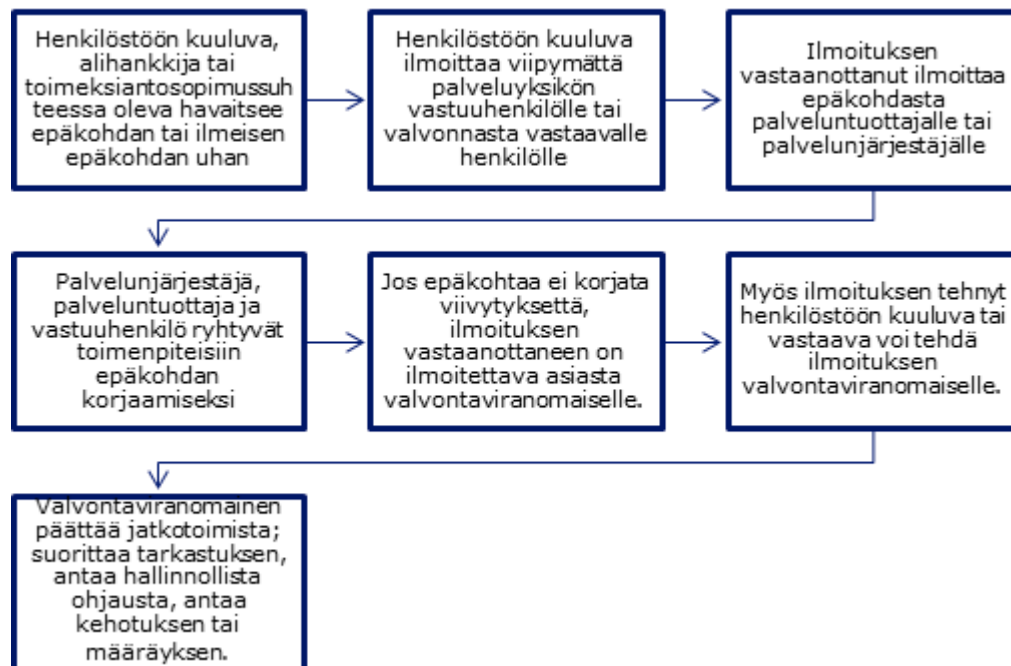 Henkilöstöön kuuluva,
alihankkija tai
toimeksiantosopimussuh
teessa oleva havaitsee
epäkohdan tai ilmeisen
epäkohdan uhan
Henkilöstöön kuuluva
ilmoittaa viipymättä
palveluyksikön
vastuuhenkilölle tai
valvonnasta vastaavalle
henkilölle
Ilmoituksen
vastaanottanut ilmoittaa
epäkohdasta
palveluntuottajalle tai
palvelunjärjestäjälle
Palvelunjärjestäjä,
palveluntuottaja ja
vastuuhenkilö ryhtyvät
toimenpiteisiin
epäkohdan
korjaamiseksi
Jos epäkohtaa ei korjata
viivytyksettä,
ilmoituksen
vastaanottaneen on
ilmoitettava asiasta
valvontaviranomaiselle.
Myös ilmoituksen tehnyt
henkilöstöön kuuluva tai
vastaava voi tehdä
ilmoituksen
valvontaviranomaiselle.
Valvontaviranomainen
päättää jatkotoimista;
suorittaa tarkastuksen,
antaa hallinnollista
ohjausta, antaa
kehotuksen tai
määräyksen.